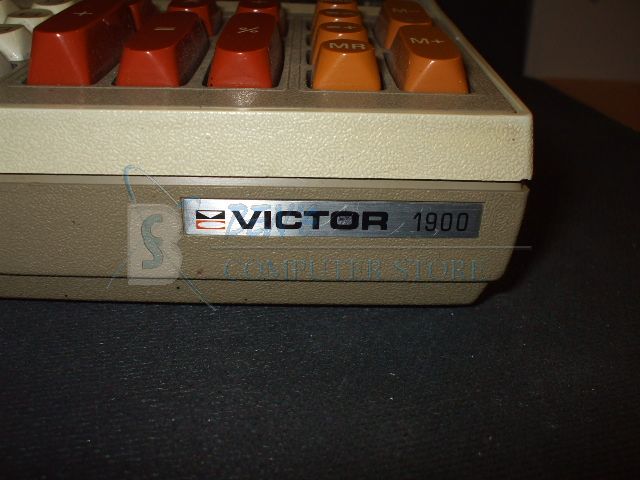 + = %
MR M+
VICTOR 1900
COMPUTER STORE